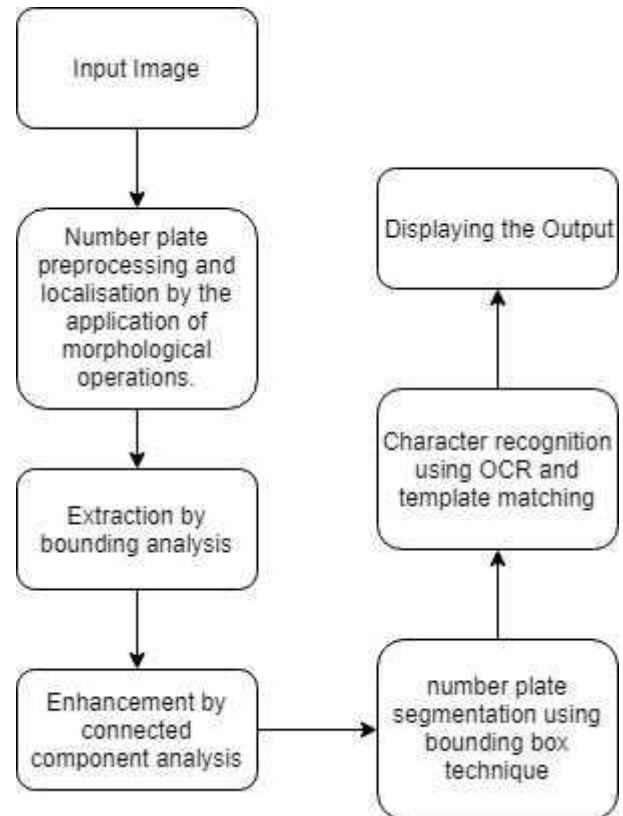 Input Image
Number plate
preprocessing and
localisation by the
application of
morphological
operations.
Extraction by
bounding analysis
Enhancement by
connected
component analysis
number plate
segmentation using
bounding box
technique
Character recognition
using OCR and
template matching
Displaying the Output